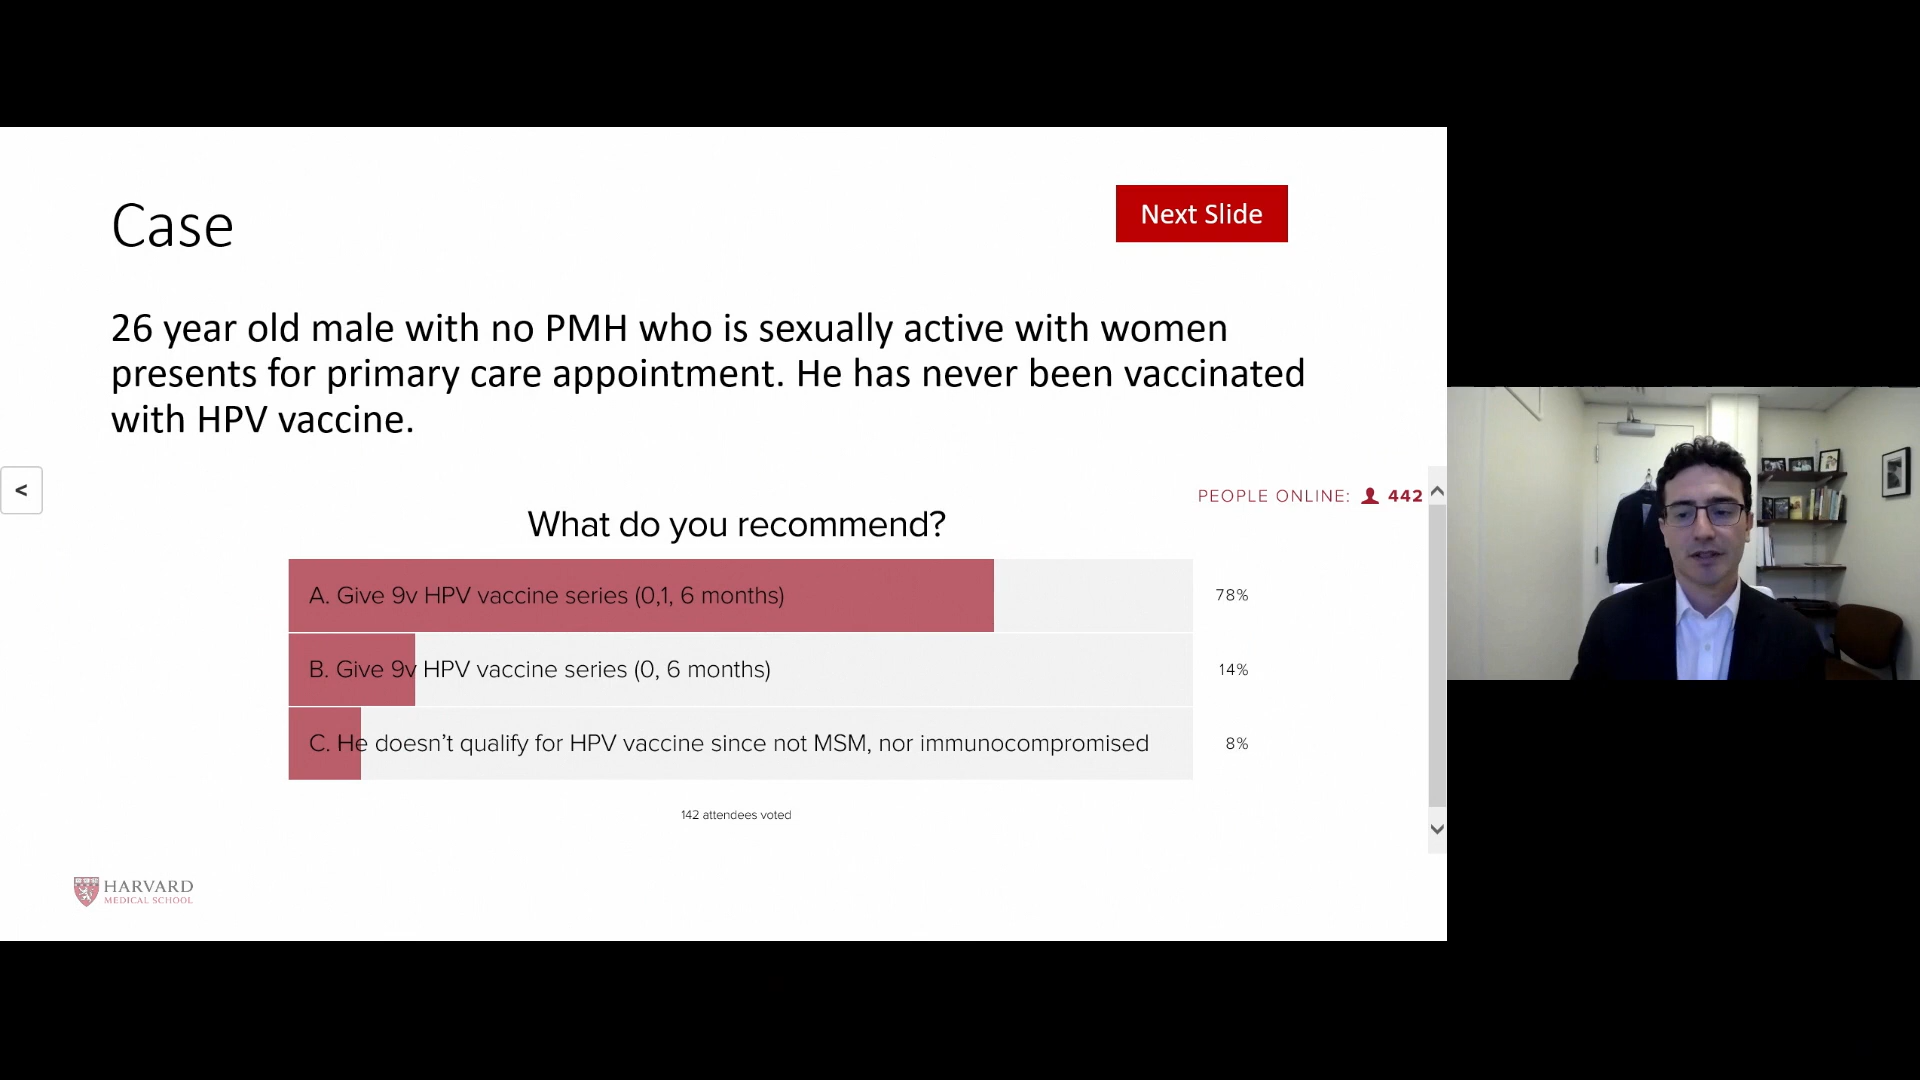 Case
Next Slide
26 year old male with no PMH who is sexually active with women
presents for primary care appointment. He has never been vaccinated
with HPV vaccine.
<
PEOPLE ONLINE: 442
What do you recommend?
A. Give 9v HPV vaccine series (0,1, 6 months)
78%
B. Give 9v HPV vaccine series (0, 6 months)
14%
C. He doesn’t qualify for HPV vaccine since not MSM, nor immunocompromised
8%
142 attendees voted
HARVARD
MEDICAL SCHOOL